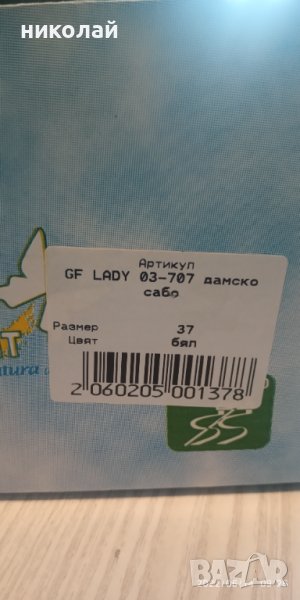 николай
Артикул
GF LADY 03-707 дамско
сабо
Размер 37
Цвят бял
2 060205 001378